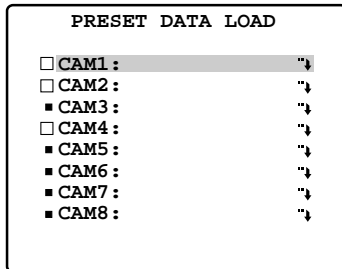 PRESET DATA LOAD
□ CAM1:
□ CAM2:
▪ CAM3:
□ CAM4:
▪ CAM5:
▪ CAM6:
▪ CAM7:
▪ CAM8: